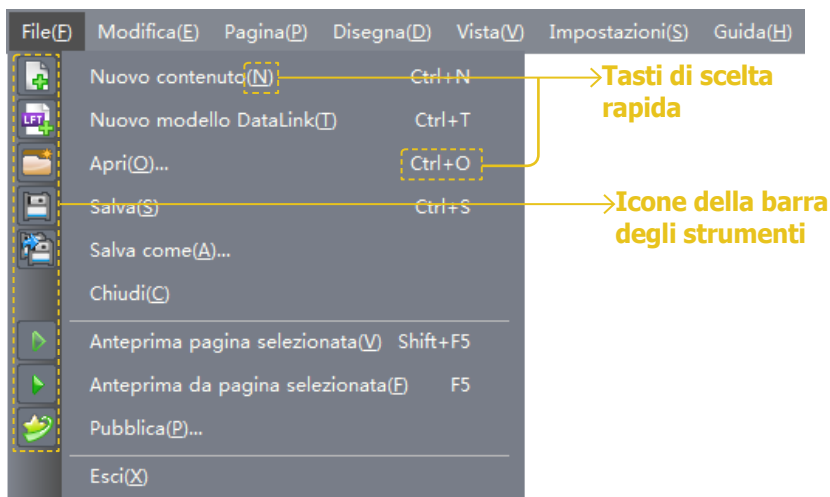 File(F) Modifica(E) Pagina(P) Disegna(D) Vista(V) Impostazioni(S) Guida(H)
Nuovo contenuto(N) Ctrl+N
Nuovo modello DataLink(T) Ctrl+T
Apri(O)... Ctrl+O
Salva(S) Ctrl+S
Salva come(A)...
Chiudi(C)
Anteprima pagina selezionata(V) Shift+F5
Anteprima da pagina selezionata(F) F5
Pubblica(P)...
Esci(X)
LFT
Tasti di scelta
rapida
Icone della barra
degli strumenti